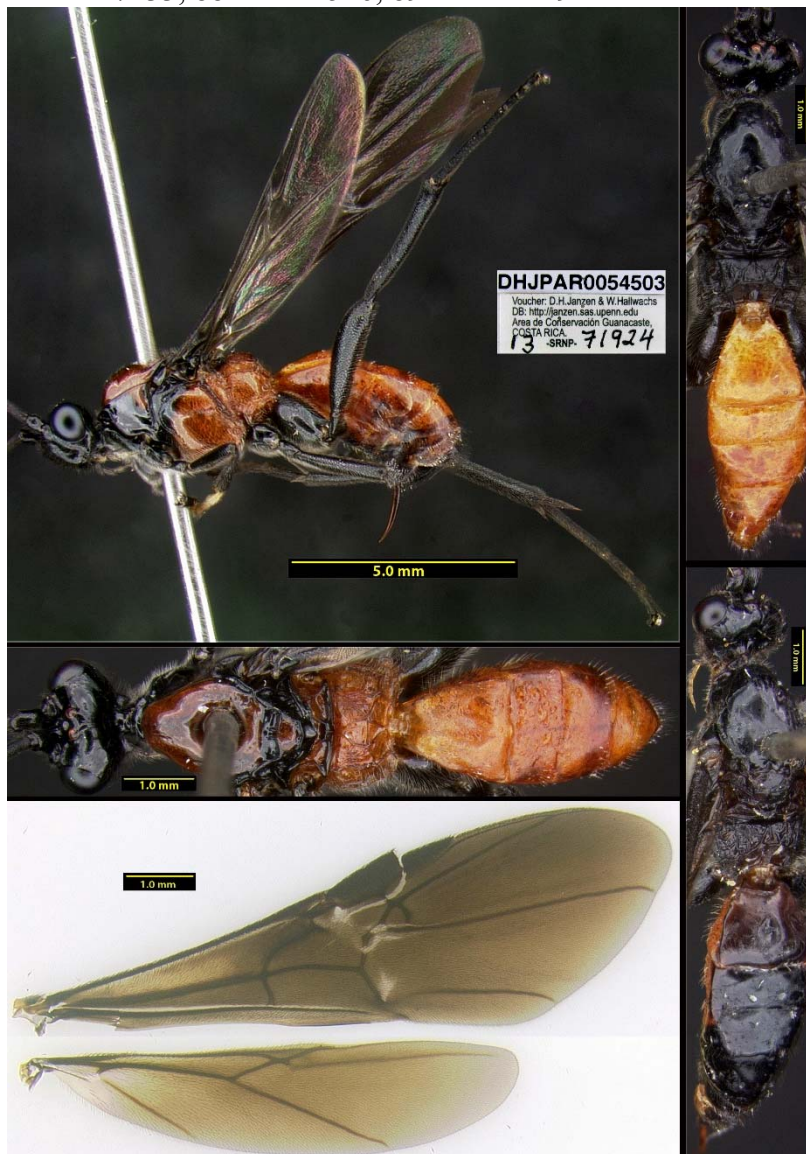 DHJPAR0054503
Voucher: D.H.Janzen & W.Hallwachs
DB: http://janzen.sas.upenn.edu
Area de Conservación Guanacaste,
COSTA RICA.
13 -SRNP- 71924
5.0 mm
1.0 mm
1.0 mm
1.0 mm
1.0 mm